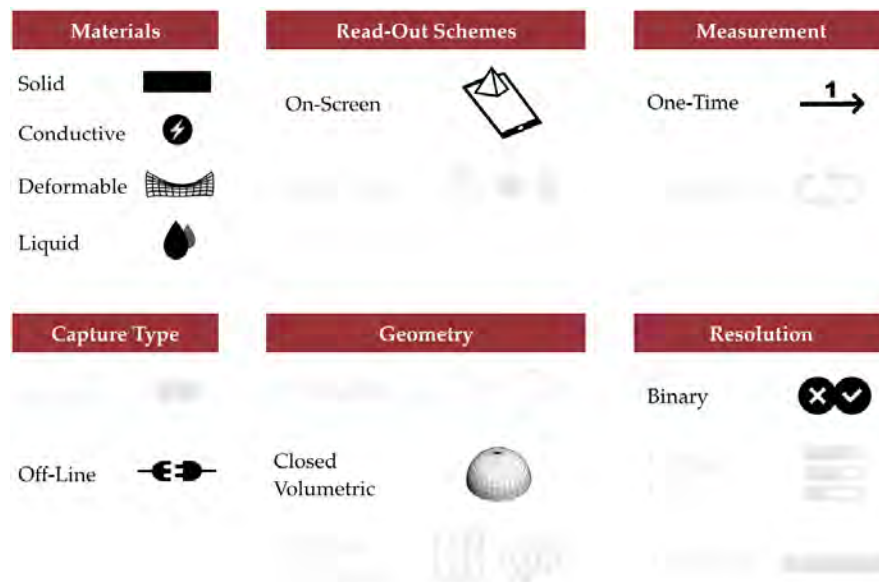 Materials
Solid
Conductive
Deformable
Liquid
Read-Out Schemes
On-Screen
Measurement
One-Time
1
Capture Type
Off-Line
Geometry
Closed
Volumetric
Resolution
Binary